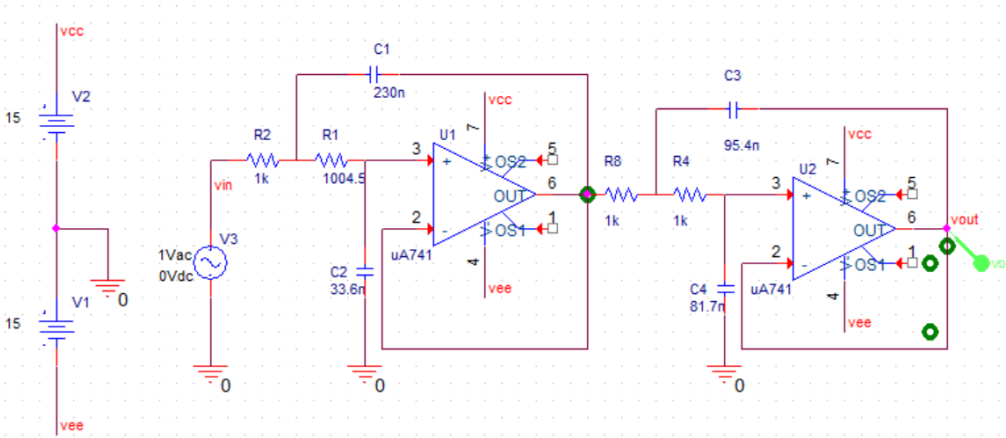 vcc
V2
15
V1
15
0
vee
vin
V3
1Vac
0Vdc
0
R2
1k
R1
1004.5
C1
230n
C2
33.6n
0
U1
vcc
7
3
+
2
-
uA741
OS2
5
6
OUT
OS1
1
4
vee
R8
1k
R4
1k
C3
95.4n
C4
81.7n
0
U2
vcc
7
3
+
2
-
uA741
OS2
5
6
OUT
OS1
1
4
vee
vout